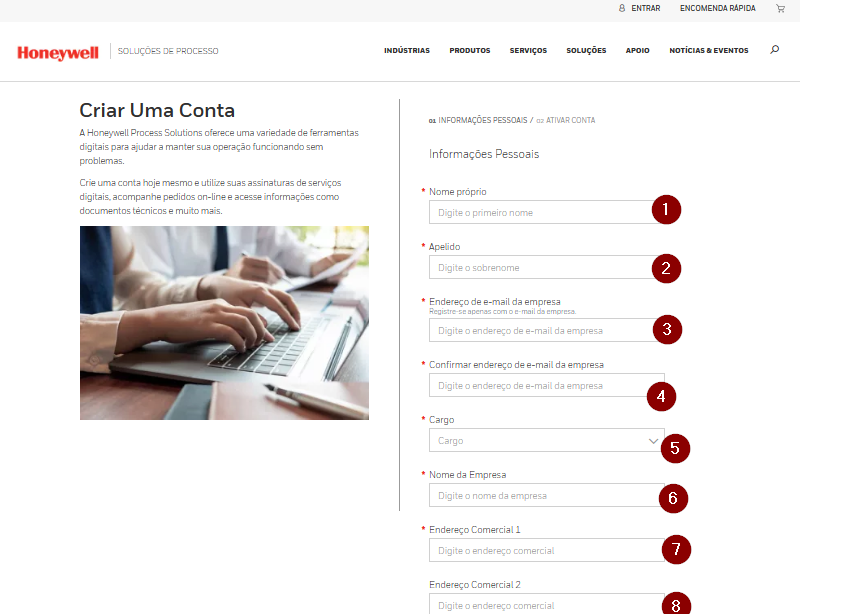 ENTRAR ENCOMENDA RÁPIDA
Honeywell SOLUÇÕES DE PROCESSO INDÚSTRIAS PRODUTOS SERVIÇOS SOLUÇÕES APOIO NOTÍCIAS & EVENTOS
Criar Uma Conta
A Honeywell Process Solutions oferece uma variedade de ferramentas
digitais para ajudar a manter sua operação funcionando sem
problemas.
Crie uma conta hoje mesmo e utilize suas assinaturas de serviços
digitais, acompanhe pedidos on-line e acesse informações como
documentos técnicos e muito mais.
01 INFORMAÇÕES PESSOAIS / 02 ATIVAR CONTA
Informações Pessoais
* Nome próprio
Digite o primeiro nome 1
* Apelido
Digite o sobrenome 2
* Endereço de e-mail da empresa
Registre-se apenas com o e-mail da empresa.
Digite o endereço de e-mail da empresa 3
* Confirmar endereço de e-mail da empresa
Digite o endereço de e-mail da empresa 4
* Cargo
Cargo 5
* Nome da Empresa
Digite o nome da empresa 6
* Endereço Comercial 1
Digite o endereço comercial 7
Endereço Comercial 2
Digite o endereço comercial 8